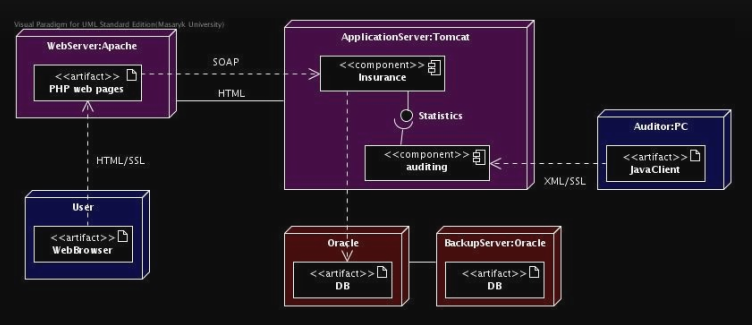 Visual Paradigm for UML Standard Edition(Masaryk University)
WebServer:Apache
<<artifact>>
PHP web pages
SOAP
HTML
ApplicationServer:Tomcat
<<component>>
Insurance
Statistics
<<component>>
auditing
Auditor:PC
<<artifact>>
JavaClient
XML/SSL
HTML/SSL
User
<<artifact>>
WebBrowser
Oracle
<<artifact>>
DB
BackupServer:Oracle
<<artifact>>
DB